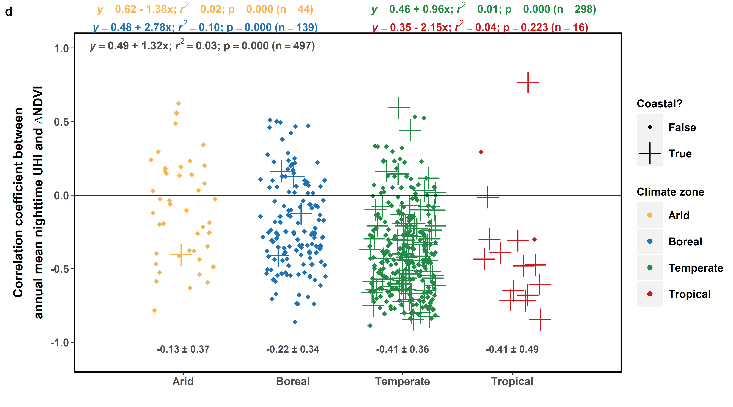 d
y = 0.62 - 1.38x; r² = 0.02; p = 0.000 (n = 44)
y = 0.46 + 0.96x; r² = 0.01; p = 0.000 (n = 298)
y = 0.48 + 2.78x; r² = 0.10; p = 0.000 (n = 139)
y = 0.35 - 2.15x; r² = 0.04; p = 0.223 (n = 16)
y = 0.49 + 1.32x; r² = 0.03; p = 0.000 (n = 497)
Correlation coefficient between
annual mean nighttime UHI and ΔNDVI
1.0
0.5
0.0
-0.5
-1.0
-0.13 ± 0.37
-0.22 ± 0.34
-0.41 ± 0.36
-0.41 ± 0.49
Arid
Boreal
Temperate
Tropical
Coastal?
False
True
Climate zone
Arid
Boreal
Temperate
Tropical